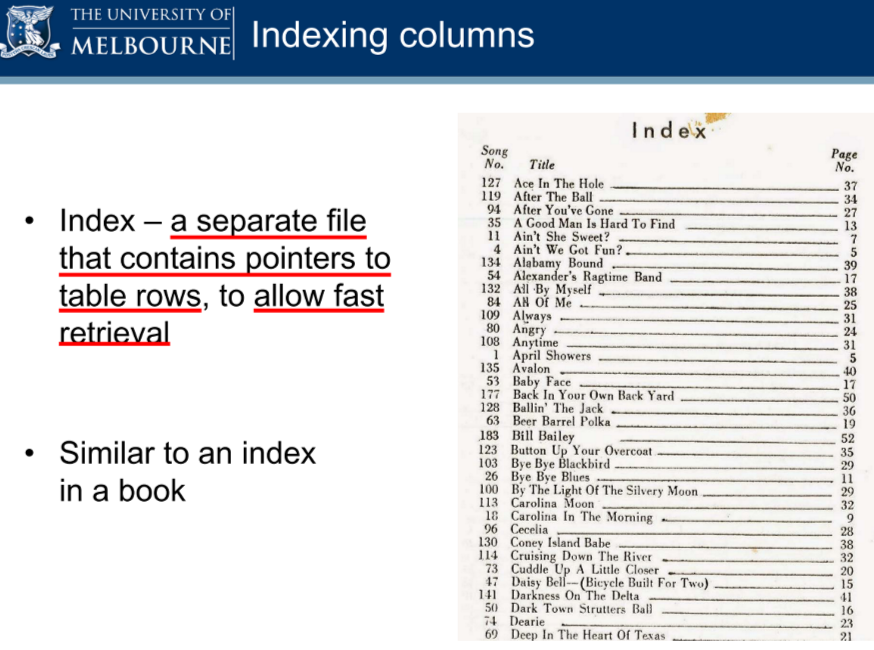 THE UNIVERSITY OF
MELBOURNE
Indexing columns
• Index – a separate file
that contains pointers to
table rows, to allow fast
retrieval
• Similar to an index
in a book
Index
Song No. Title Page No.
127 Ace In The Hole 37
119 After The Ball 34
94 After You've Gone 27
35 A Good Man Is Hard To Find 13
11 Ain't She Sweet? 7
4 Ain't We Got Fun? 5
134 Alabamy Bound 39
54 Alexander's Ragtime Band 17
132 All By Myself 38
84 All Of Me 25
109 Always 31
80 Angry 24
108 Anytime 31
1 April Showers 5
135 Avalon 40
53 Baby Face 17
177 Back In Your Own Back Yard 50
128 Ballin' The Jack 36
63 Beer Barrel Polka 19
183 Bill Bailey 52
123 Button Up Your Overcoat 35
103 Bye Bye Blackbird 29
26 Bye Bye Blues 11
100 By The Light Of The Silvery Moon 29
113 Carolina Moon 32
18 Carolina In The Morning 9
96 Cecelia 28
130 Coney Island Babe 38
114 Cruising Down The River 32
73 Cuddle Up A Little Closer 20
47 Daisy Bell—(Bicycle Built For Two) 15
141 Darkness On The Delta 41
50 Dark Town Strutters Ball 16
74 Dearie 23
69 Deep In The Heart Of Texas 21